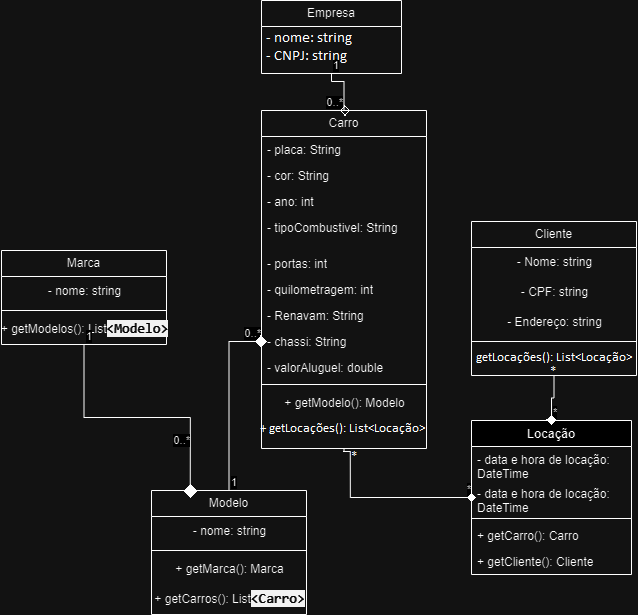 Empresa
- nome: string
- CNPJ: string
1
0..*
Carro
- placa: String
- cor: String
- ano: int
- tipoCombustivel: String
- portas: int
- quilometragem: int
- Renavam: String
- chassi: String
- valorAluguel: double
+ getModelo(): Modelo
+ getLocações(): List<Locação>
0..*
*
Marca
- nome: string
+ getModelos(): List<Modelo>
1
0..*
1
Modelo
- nome: string
+ getMarca(): Marca
+ getCarros(): List<Carro>
Cliente
- Nome: string
- CPF: string
- Endereço: string
getLocações(): List<Locação>
*
*
Locação
- data e hora de locação:
DateTime
- data e hora de locação:
DateTime
+ getCarro(): Carro
+ getCliente(): Cliente
*